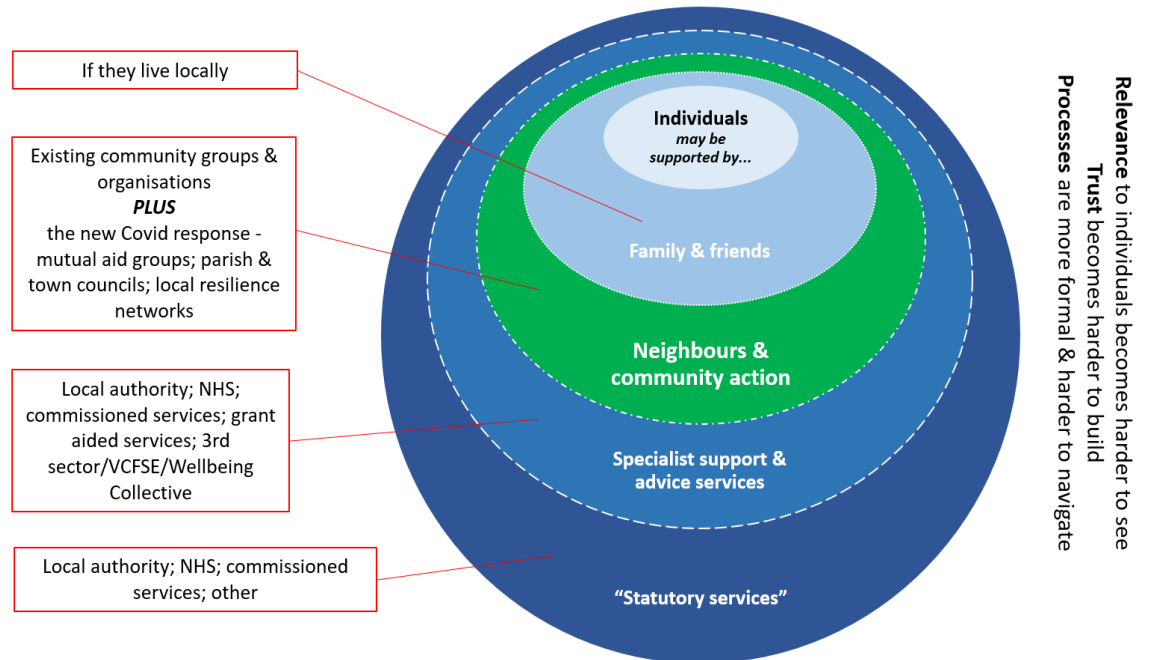 If they live locally
Existing community groups &
organisations
PLUS
the new Covid response -
mutual aid groups; parish &
town councils; local resilience
networks
Local authority; NHS;
commissioned services; grant
aided services; 3rd
sector/VCFSE/Wellbeing
Collective
Local authority; NHS; commissioned
services; other
Individuals
may be
supported by...
Family & friends
Neighbours &
community action
Specialist support &
advice services
“Statutory services”
Relevance to individuals becomes harder to see
Trust becomes harder to build
Processes are more formal & harder to navigate